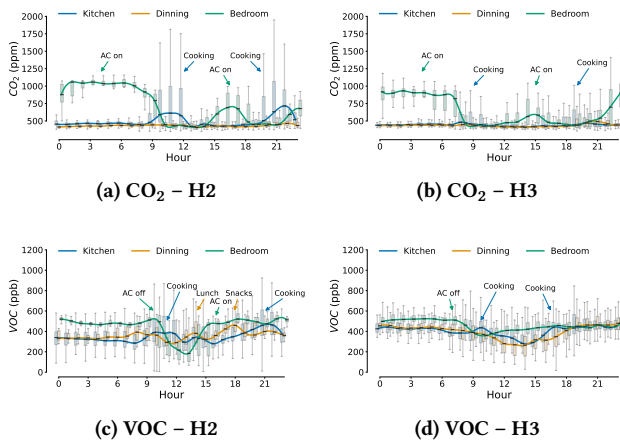 Kitchen Dinning Bedroom
2000
1750
1500
1250
1000
750
500
CO₂ (ppm)
AC on
Cooking
AC on
Cooking
0 3 6 9 12 15 18 21
Hour
(a) CO₂ – H2
Kitchen Dinning Bedroom
2000
1750
1500
1250
1000
750
500
CO₂ (ppm)
AC on
Cooking
AC on
Cooking
0 3 6 9 12 15 18 21
Hour
(b) CO₂ – H3
Kitchen Dinning Bedroom
1200
1000
800
600
400
200
0
VOC (ppb)
AC off
Cooking
Lunch
AC on
Snacks
Cooking
0 3 6 9 12 15 18 21
Hour
(c) VOC – H2
Kitchen Dinning Bedroom
1200
1000
800
600
400
200
0
VOC (ppb)
AC off
Cooking
Cooking
0 3 6 9 12 15 18 21
Hour
(d) VOC – H3